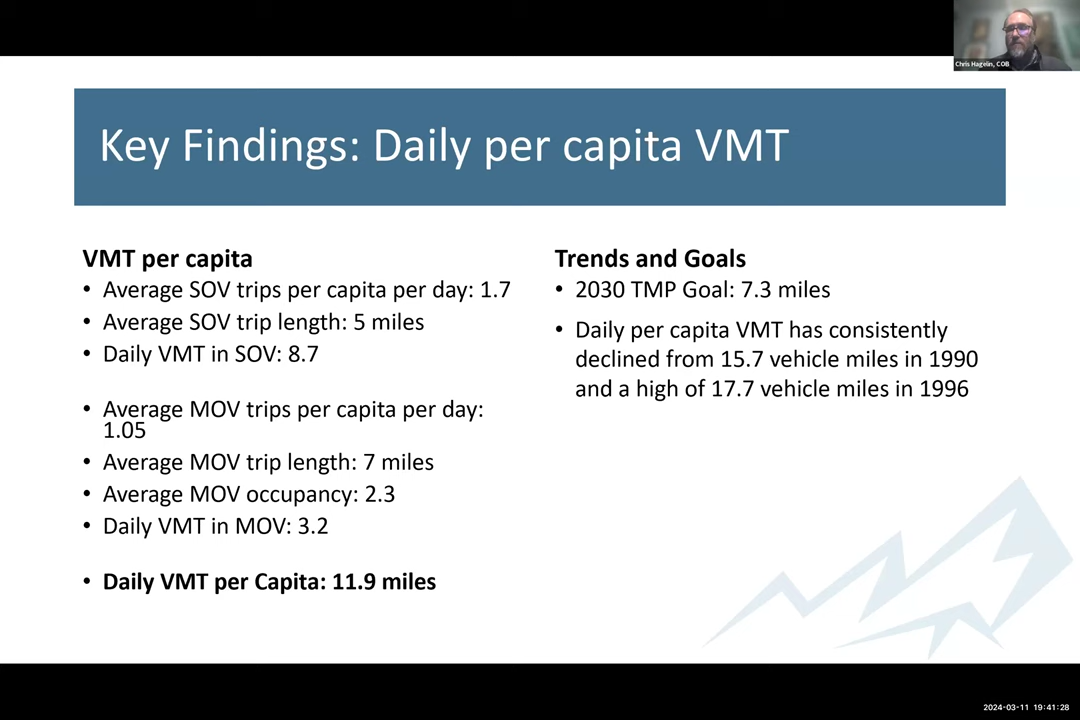 Chris Hagelin, COB
Key Findings: Daily per capita VMT
VMT per capita
• Average SOV trips per capita per day: 1.7
• Average SOV trip length: 5 miles
• Daily VMT in SOV: 8.7
• Average MOV trips per capita per day:
1.05
• Average MOV trip length: 7 miles
• Average MOV occupancy: 2.3
• Daily VMT in MOV: 3.2
• Daily VMT per Capita: 11.9 miles
Trends and Goals
• 2030 TMP Goal: 7.3 miles
• Daily per capita VMT has consistently
declined from 15.7 vehicle miles in 1990
and a high of 17.7 vehicle miles in 1996
2024-03-11 19:41:28